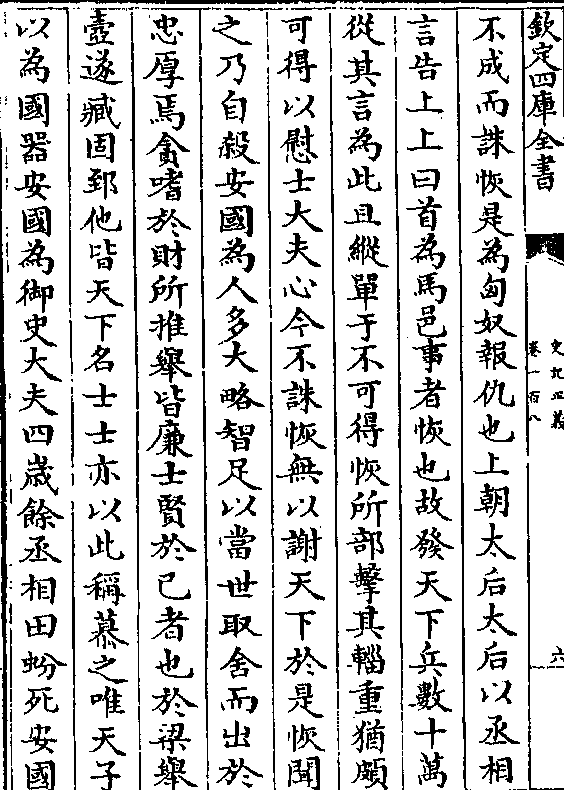 欽定四庫全書
史記正義
卷一百八
六
不成而誅恢是為匈奴報仇也上朝太后太后以丞相
言告上上曰首為馬邑事者恢也故發天下兵數十萬
從其言為此且縱單于不可得恢所部擊其輜重猶頗
可得以慰士大夫心今不誅恢無以謝天下於是恢聞
之乃自殺安國為人多大略智足以當世取舍而出於
忠厚焉貪嗜於財所推舉皆廉士賢於己者也於梁舉
壺遂臧固郅他皆天下名士士亦以此稱慕之唯天子
以為國器安國為御史大夫四歳餘丞相田蚡死安國